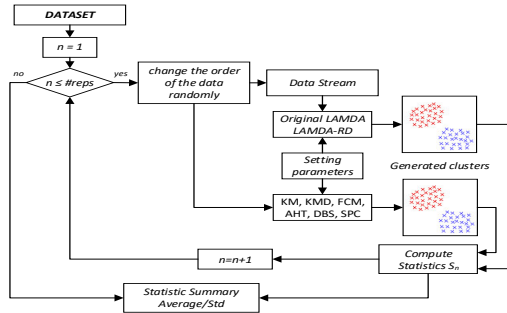 DATASET
n = 1
no
n ≤ #reps
yes
change the order
of the data
randomly
Data Stream
Original LAMDA
LAMDA-RD
Setting
parameters
Generated clusters
KM, KMD, FCM,
AHT, DBS, SPC
n=n+1
Compute
Statistics Sn
Statistic Summary
Average/Std